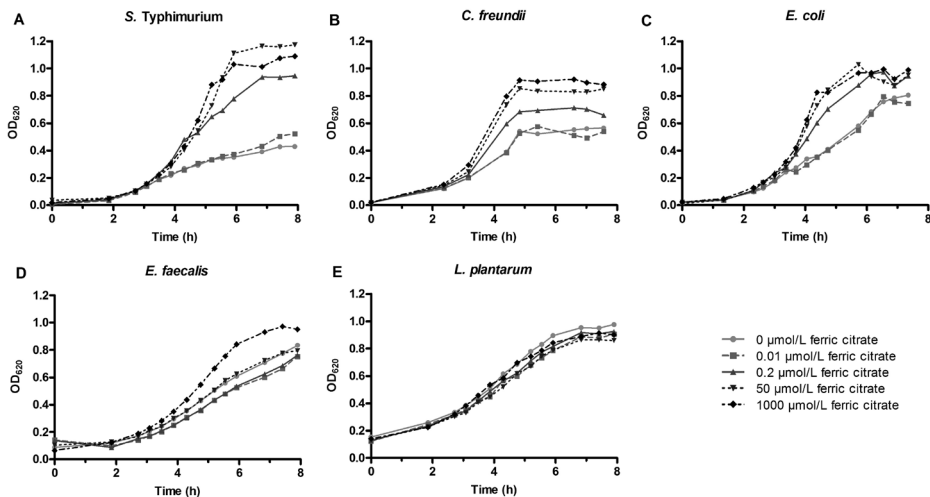 A
S. Typhimurium
OD620
1.2
1.0
0.8
0.6
0.4
0.2
0.0
0 2 4 6 8
Time (h)
B
C. freundii
OD620
1.2
1.0
0.8
0.6
0.4
0.2
0.0
0 2 4 6 8
Time (h)
C
E. coli
OD620
1.2
1.0
0.8
0.6
0.4
0.2
0.0
0 2 4 6 8
Time (h)
D
E. faecalis
OD620
1.2
1.0
0.8
0.6
0.4
0.2
0.0
0 2 4 6 8
Time (h)
E
L. plantarum
OD620
1.2
1.0
0.8
0.6
0.4
0.2
0.0
0 2 4 6 8
Time (h)
0 µmol/L ferric citrate
0.01 µmol/L ferric citrate
0.2 µmol/L ferric citrate
50 µmol/L ferric citrate
1000 µmol/L ferric citrate